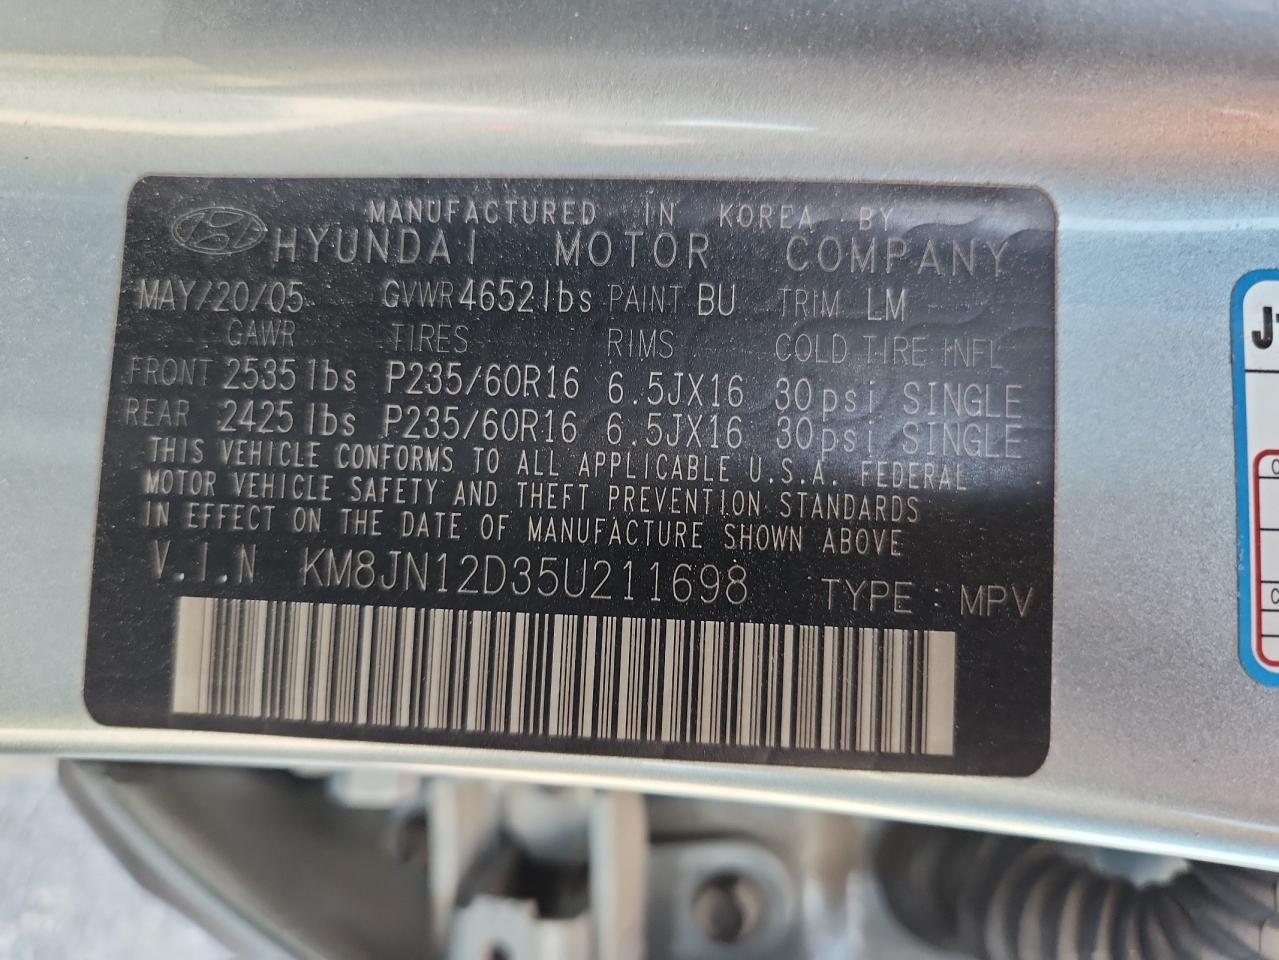 MANUFACTURED IN KOREA BY
HYUNDAI MOTOR COMPANY
MAY/20/05 GVWR 4652lbs PAINT BU TRIM LM
GAWR TIRES RIMS COLD TIRE INFL
FRONT 2535 lbs P235/60R16 6.5JX16 30psi SINGLE
REAR 2425 lbs P235/60R16 6.5JX16 30psi SINGLE
THIS VEHICLE CONFORMS TO ALL APPLICABLE U.S.A. FEDERAL
MOTOR VEHICLE SAFETY AND THEFT PREVENTION STANDARDS
IN EFFECT ON THE DATE OF MANUFACTURE SHOWN ABOVE
V.I.N KM8JN12D35U211698 TYPE : MPV